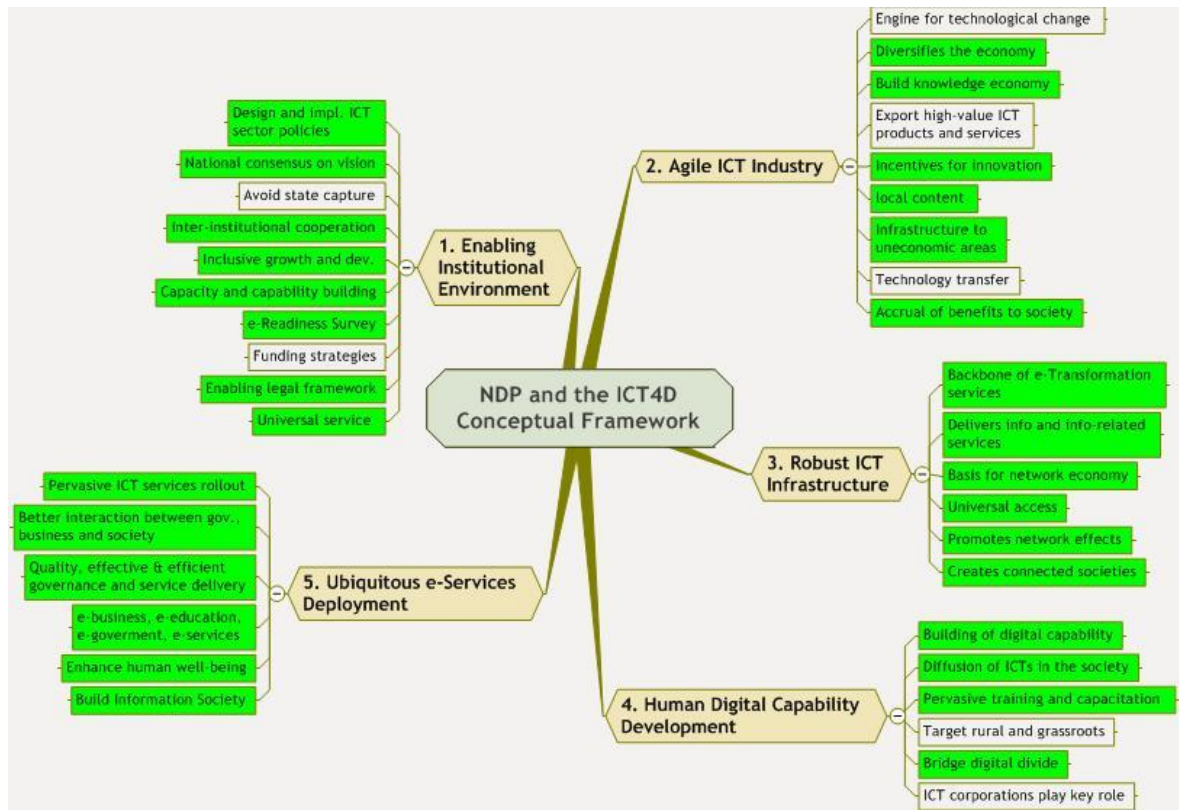 NDP and the ICT4D
Conceptual Framework
1. Enabling
Institutional
Environment
Design and impl. ICT
sector policies
National consensus on vision
Avoid state capture
Inter-institutional cooperation
Inclusive growth and dev.
Capacity and capability building
e-Readiness Survey
Funding strategies
Enabling legal framework
Universal service
2. Agile ICT Industry
Engine for technological change
Diversifies the economy
Build knowledge economy
Export high-value ICT
products and services
Incentives for innovation
local content
Infrastructure to
uneconomic areas
Technology transfer
Accrual of benefits to society
3. Robust ICT
Infrastructure
Backbone of e-Transformation
services
Delivers info and info-related
services
Basis for network economy
Universal access
Promotes network effects
Creates connected societies
4. Human Digital Capability
Development
Building of digital capability
Diffusion of ICTs in the society
Pervasive training and capacitation
Target rural and grassroots
Bridge digital divide
ICT corporations play key role
5. Ubiquitous e-Services
Deployment
Pervasive ICT services rollout
Better interaction between gov.,
business and society
Quality, effective & efficient
governance and service delivery
e-business, e-education,
e-goverment, e-services
Enhance human well-being
Build Information Society